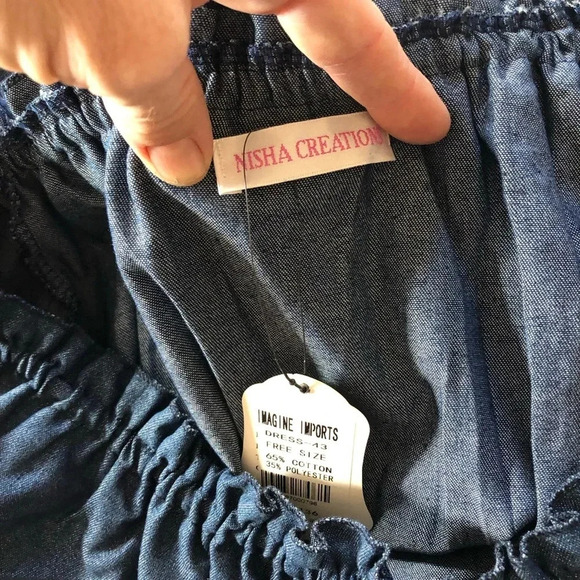 NISHA CREATIONS
IMAGINE IMPORTS
DRESS-43
FREE SIZE
65% COTTON
35% POLYESTER